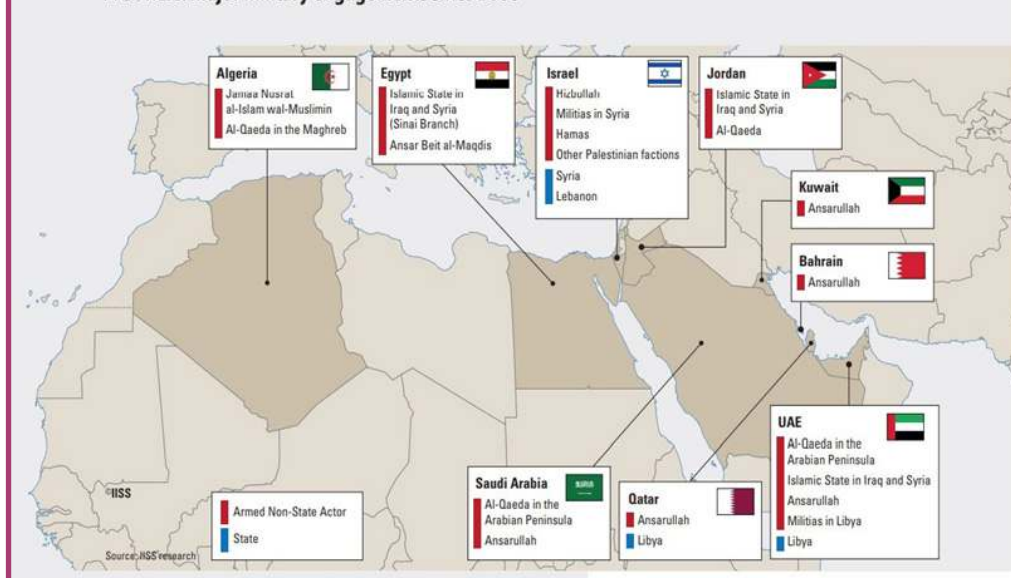 Algeria
Jamaa Nusrat
al-Islam wal-Muslimin
Al-Qaeda in the Maghreb
Egypt
Islamic State in
Iraq and Syria
(Sinai Branch)
Ansar Beit al-Maqdis
Israel
Hizbullah
Militias in Syria
Hamas
Other Palestinian factions
Syria
Lebanon
Jordan
Islamic State in
Iraq and Syria
Al-Qaeda
Kuwait
Ansarullah
Bahrain
Ansarullah
UAE
Al-Qaeda in the
Arabian Peninsula
Islamic State in Iraq and Syria
Ansarullah
Militias in Libya
Libya
Saudi Arabia
Al-Qaeda in the
Arabian Peninsula
Ansarullah
Qatar
Ansarullah
Libya
©IISS
Armed Non-State Actor
State
Source: IISS research